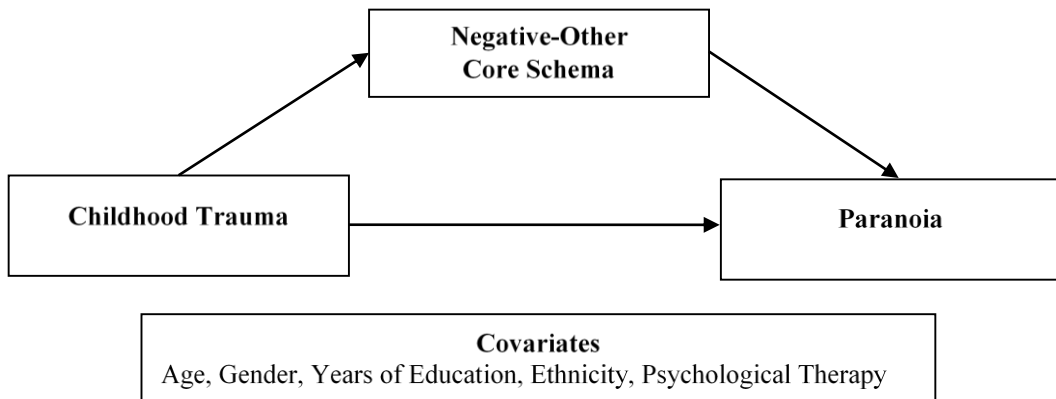 Negative-Other
Core Schema
Childhood Trauma
Paranoia
Covariates
Age, Gender, Years of Education, Ethnicity, Psychological Therapy